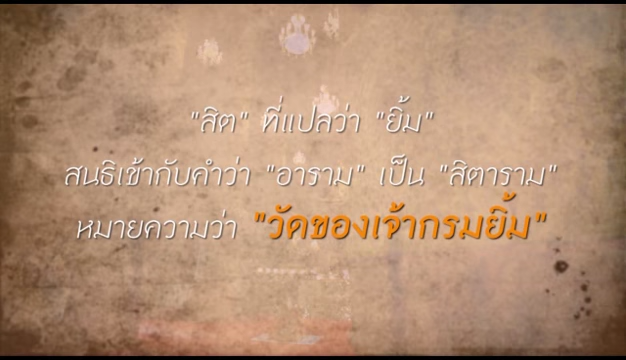 "สิต" ที่แปลว่า "ยิ้ม"
สนธิเข้ากับคำว่า "อาราม" เป็น "สิตาราม"
หมายความว่า "วัดของเจ้ากรมยิ้ม"